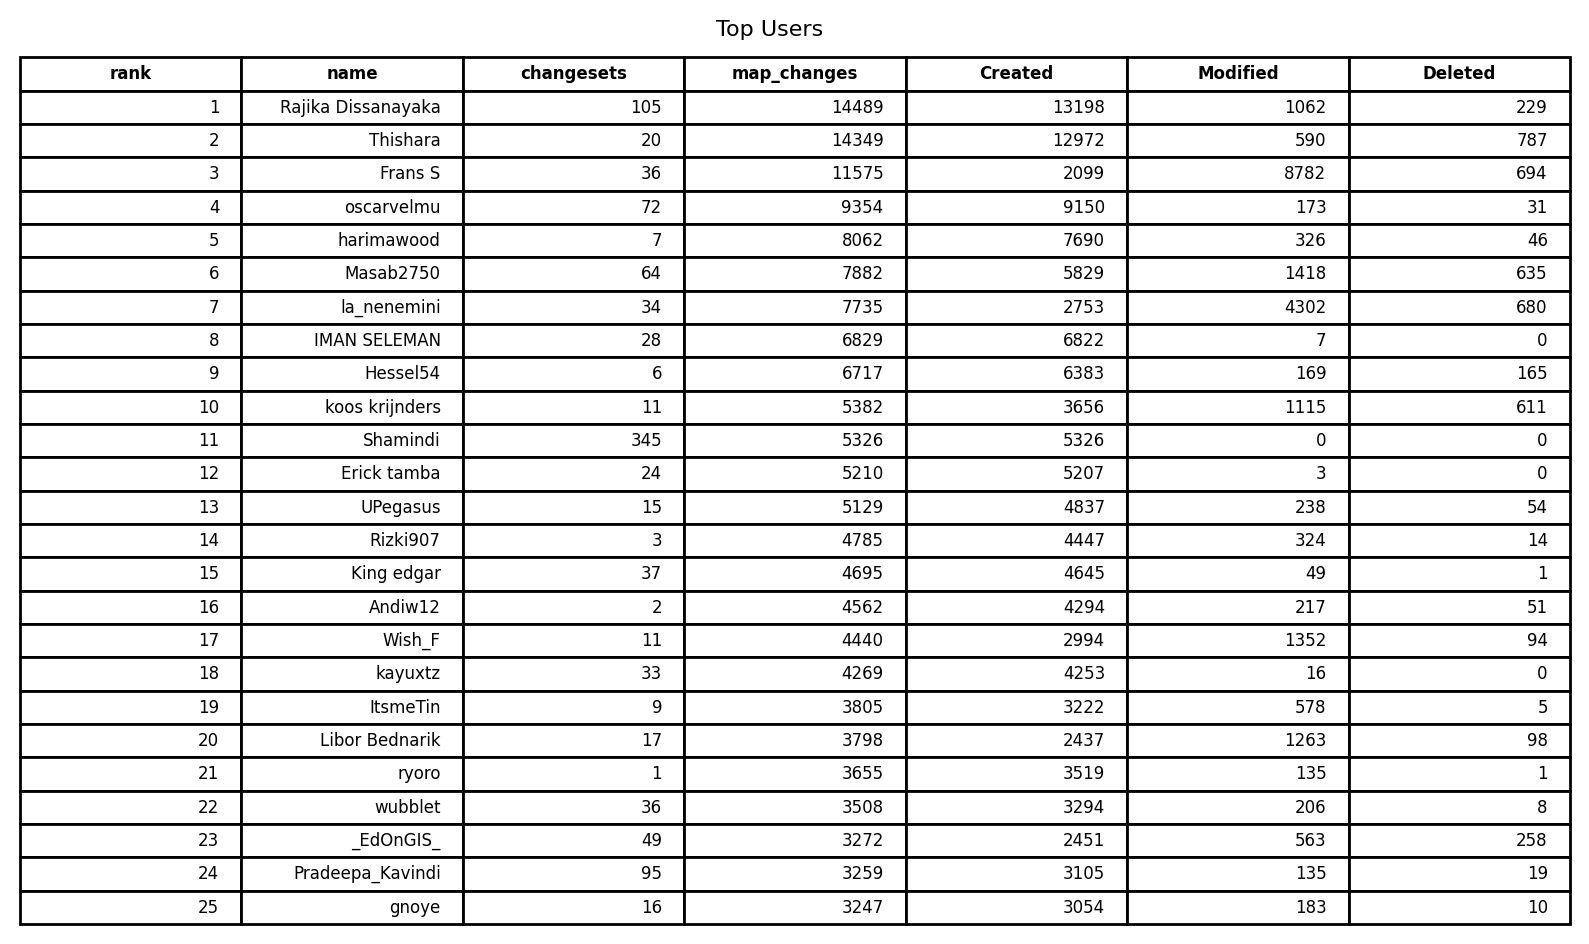 Top Users
rank name changesets map_changes Created Modified Deleted
1 Rajika Dissanayaka 105 14489 13198 1062 229
2 Thishara 20 14349 12972 590 787
3 Frans S 36 11575 2099 8782 694
4 oscarvelmu 72 9354 9150 173 31
5 harimawood 7 8062 7690 326 46
6 Masab2750 64 7882 5829 1418 635
7 la_nenemini 34 7735 2753 4302 680
8 IMAN SELEMAN 28 6829 6822 7 0
9 Hessel54 6 6717 6383 169 165
10 koos krijnders 11 5382 3656 1115 611
11 Shamindi 345 5326 5326 0 0
12 Erick tamba 24 5210 5207 3 0
13 UPegasus 15 5129 4837 238 54
14 Rizki907 3 4785 4447 324 14
15 King edgar 37 4695 4645 49 1
16 Andiw12 2 4562 4294 217 51
17 Wish_F 11 4440 2994 1352 94
18 kayuxtz 33 4269 4253 16 0
19 ItsmeTin 9 3805 3222 578 5
20 Libor Bednarik 17 3798 2437 1263 98
21 ryoro 1 3655 3519 135 1
22 wubblet 36 3508 3294 206 8
23 _EdOnGIS_ 49 3272 2451 563 258
24 Pradeepa_Kavindi 95 3259 3105 135 19
25 gnoye 16 3247 3054 183 10